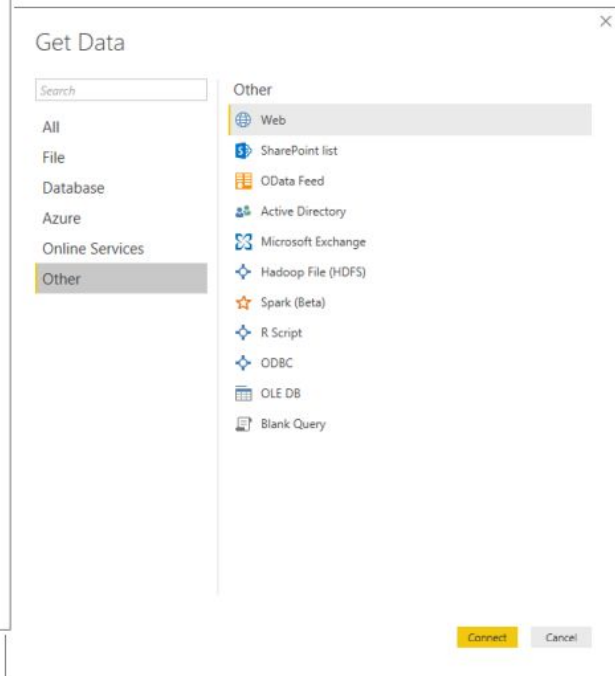 Get Data
Search
All
File
Database
Azure
Online Services
Other
Other
Web
SharePoint list
OData Feed
Active Directory
Microsoft Exchange
Hadoop File (HDFS)
Spark (Beta)
R Script
ODBC
OLE DB
Blank Query
Connect
Cancel